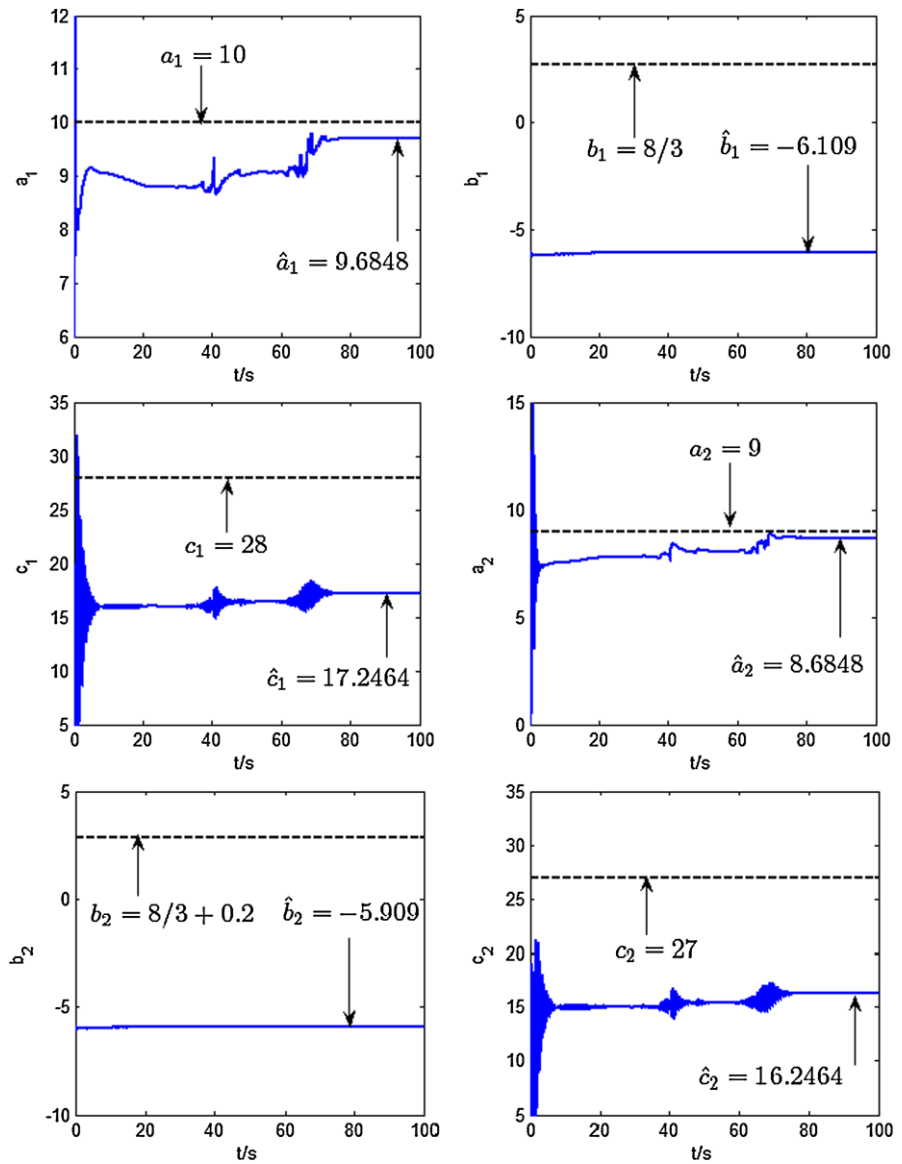 12
11
10
9
8
7
6
a₁
a₁ = 10
â₁ = 9.6848
0 20 40 60 80 100
t/s
5
0
-5
-10
b₁
b₁ = 8/3
b̂₁ = −6.109
0 20 40 60 80 100
t/s
35
30
25
20
15
10
5
c₁
c₁ = 28
ĉ₁ = 17.2464
0 20 40 60 80 100
t/s
15
10
5
0
a₂
a₂ = 9
â₂ = 8.6848
0 20 40 60 80 100
t/s
5
0
-5
-10
b₂
b₂ = 8/3 + 0.2
b̂₂ = −5.909
0 20 40 60 80 100
t/s
35
30
25
20
15
10
5
c₂
c₂ = 27
ĉ₂ = 16.2464
0 20 40 60 80 100
t/s